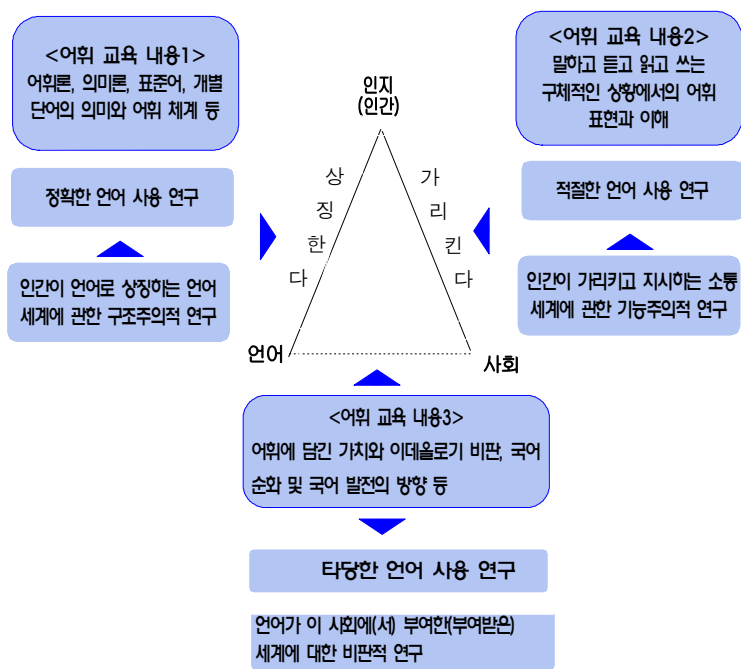 <어휘 교육 내용1>
어휘론, 의미론, 표준어, 개별
단어의 의미와 어휘 체계 등
정확한 언어 사용 연구
인간이 언어로 상징하는 언어
세계에 관한 구조주의적 연구
인지
(인간)
상징한다
가리킨다
언어
사회
<어휘 교육 내용2>
말하고 듣고 읽고 쓰는
구체적인 상황에서의 어휘
표현과 이해
적절한 언어 사용 연구
인간이 가리키고 지시하는 소통
세계에 관한 기능주의적 연구
<어휘 교육 내용3>
어휘에 담긴 가치와 이데올로기 비판, 국어
순화 및 국어 발전의 방향 등
타당한 언어 사용 연구
언어가 이 사회에(서) 부여한(부여받은)
세계에 대한 비판적 연구